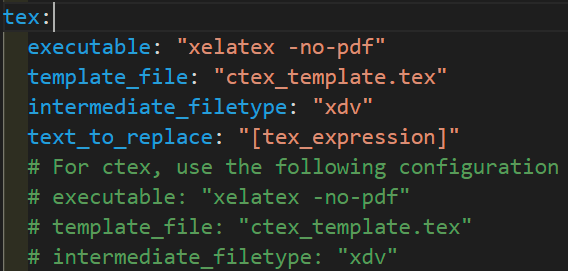 tex:
executable: "xelatex -no-pdf"
template_file: "ctex_template.tex"
intermediate_filetype: "xdv"
text_to_replace: "[tex_expression]"
# For ctex, use the following configuration
# executable: "xelatex -no-pdf"
# template_file: "ctex_template.tex"
# intermediate_filetype: "xdv"